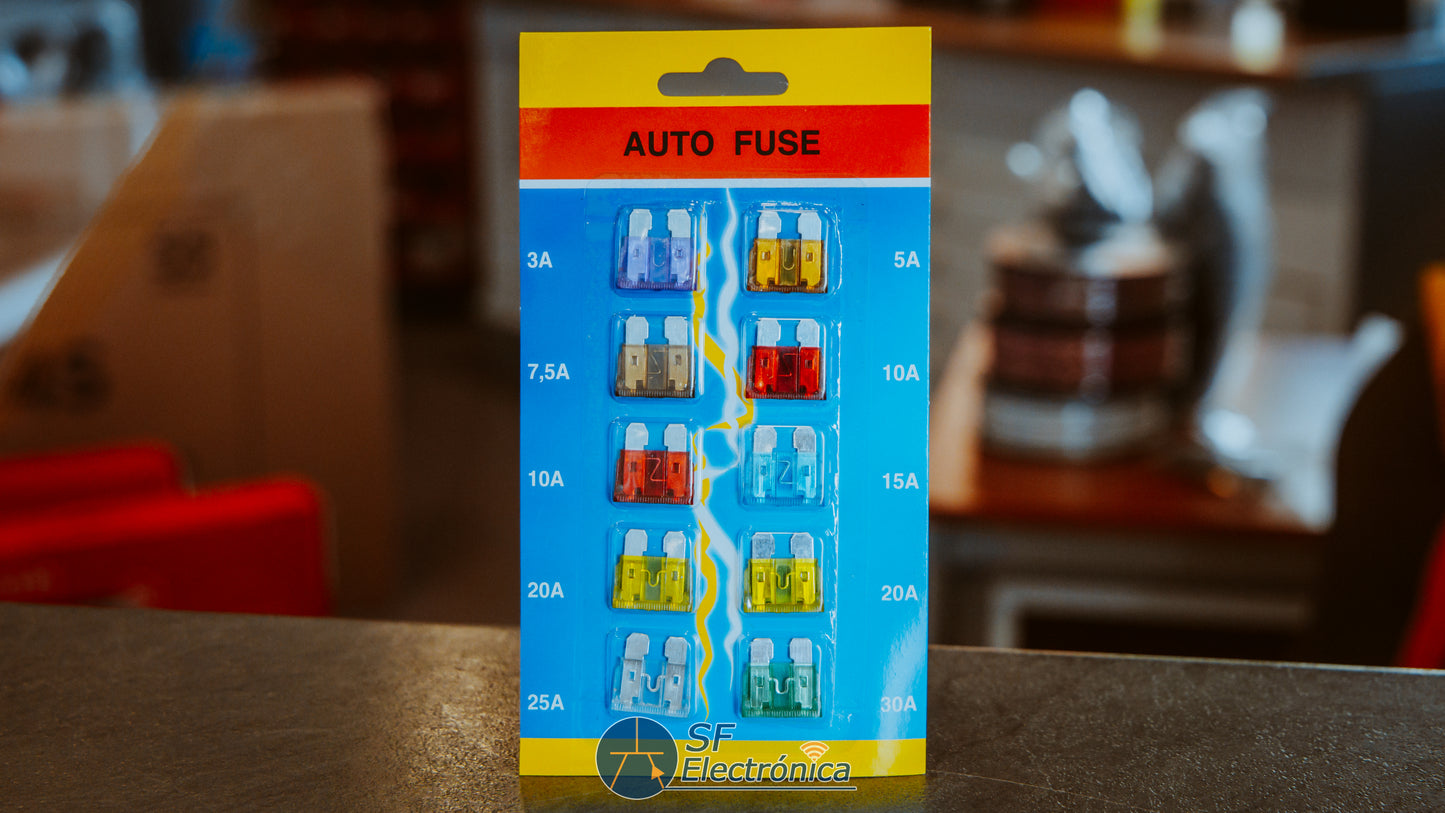 AUTO FUSE
3A
5A
7,5A
10A
10A
15A
20A
20A
25A
30A
SF
Electrónica